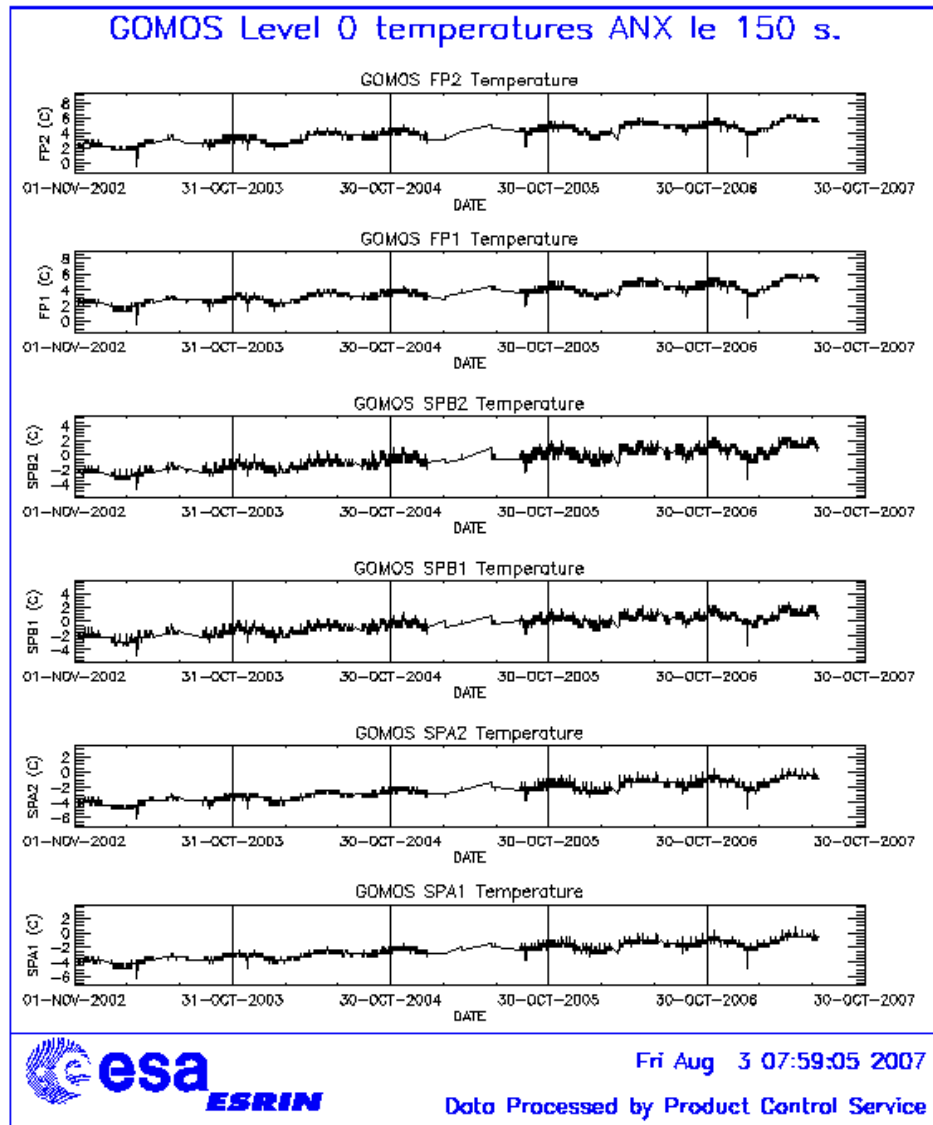 GOMOS Level 0 temperatures ANX le 150 s.
GOMOS FP2 Temperature
FP2 (C)
8
6
4
2
0
01-NOV-2002 31-OCT-2003 30-OCT-2004 30-OCT-2005 30-OCT-2006 30-OCT-2007
DATE
GOMOS FP1 Temperature
FP1 (C)
8
6
4
2
0
01-NOV-2002 31-OCT-2003 30-OCT-2004 30-OCT-2005 30-OCT-2006 30-OCT-2007
DATE
GOMOS SPB2 Temperature
SPB2 (C)
4
2
0
-2
-4
01-NOV-2002 31-OCT-2003 30-OCT-2004 30-OCT-2005 30-OCT-2006 30-OCT-2007
DATE
GOMOS SPB1 Temperature
SPB1 (C)
4
2
0
-2
-4
01-NOV-2002 31-OCT-2003 30-OCT-2004 30-OCT-2005 30-OCT-2006 30-OCT-2007
DATE
GOMOS SPA2 Temperature
SPA2 (C)
2
0
-2
-4
-6
01-NOV-2002 31-OCT-2003 30-OCT-2004 30-OCT-2005 30-OCT-2006 30-OCT-2007
DATE
GOMOS SPA1 Temperature
SPA1 (C)
2
0
-2
-4
-6
01-NOV-2002 31-OCT-2003 30-OCT-2004 30-OCT-2005 30-OCT-2006 30-OCT-2007
DATE
esa
ESRIN
Fri Aug 3 07:59:05 2007
Data Processed by Product Control Service